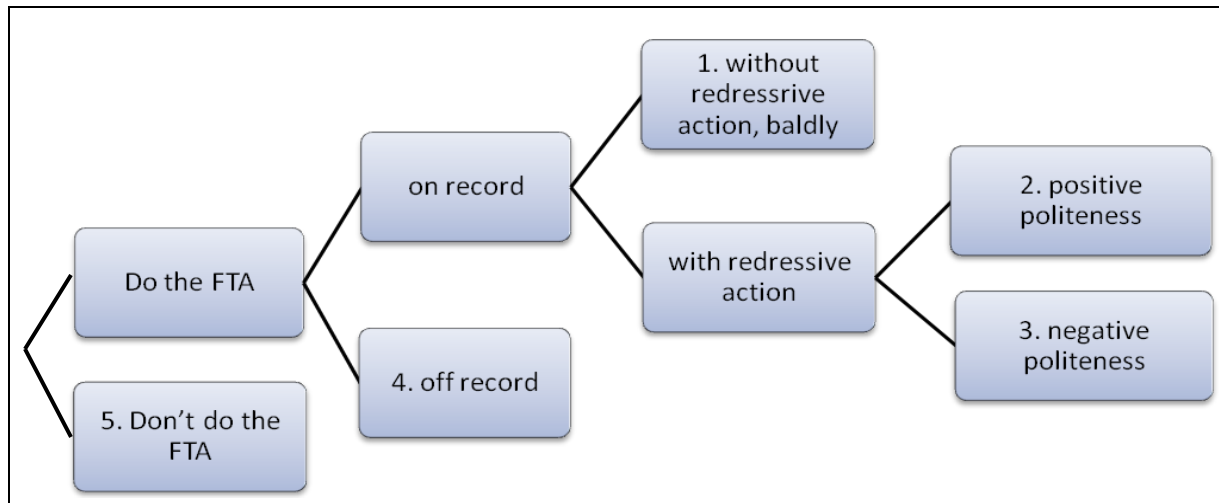 1. without
redressrive
action, baldly
on record
2. positive
politeness
Do the FTA
with redressive
action
4. off record
3. negative
politeness
5. Don’t do the
FTA